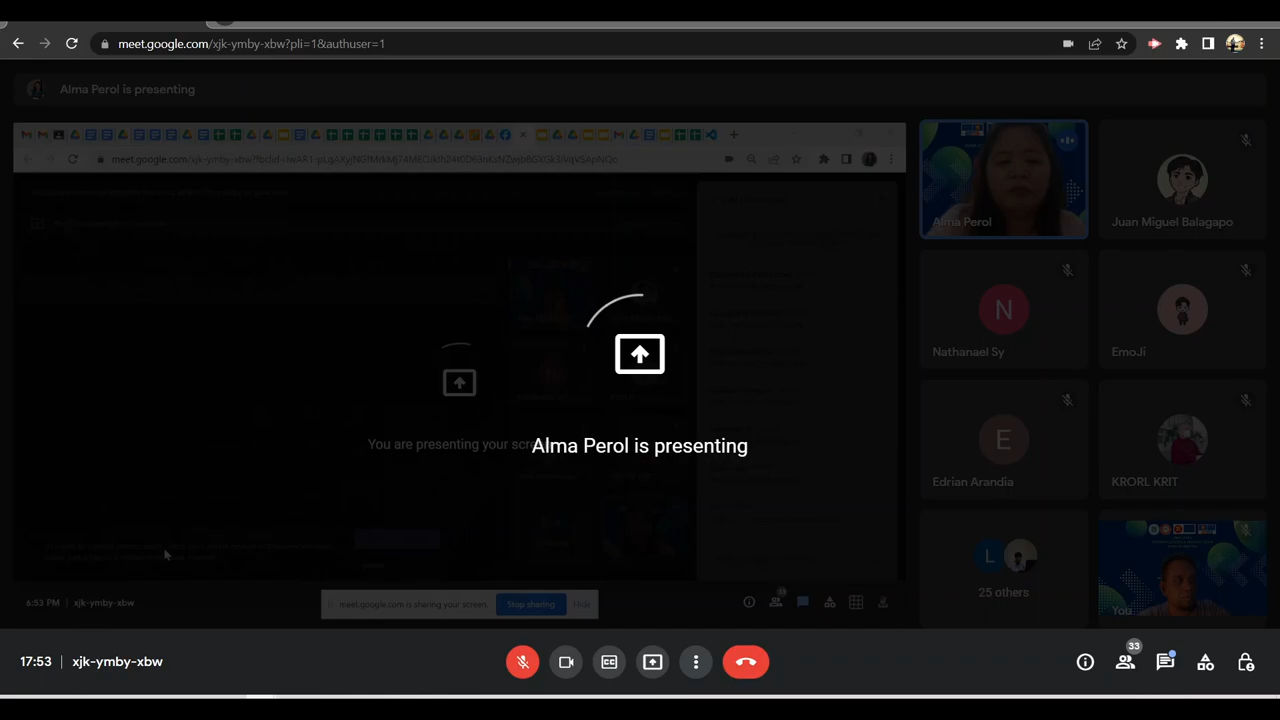 meet.google.com/xjk-ymby-xbw?pli=1&authuser=1
Alma Perol is presenting
Alma Perol
Juan Miguel Balagapo
N
Nathanael Sy
EmoJi
You are presenting your
Alma Perol is presenting
E
Edrian Arandia
KRORL KRIT
L
25 others
You
6:53 PM | xjk-ymby-xbw
meet.google.com is sharing your screen.
Stop sharing
Hide
17:53 | xjk-ymby-xbw
CC
33